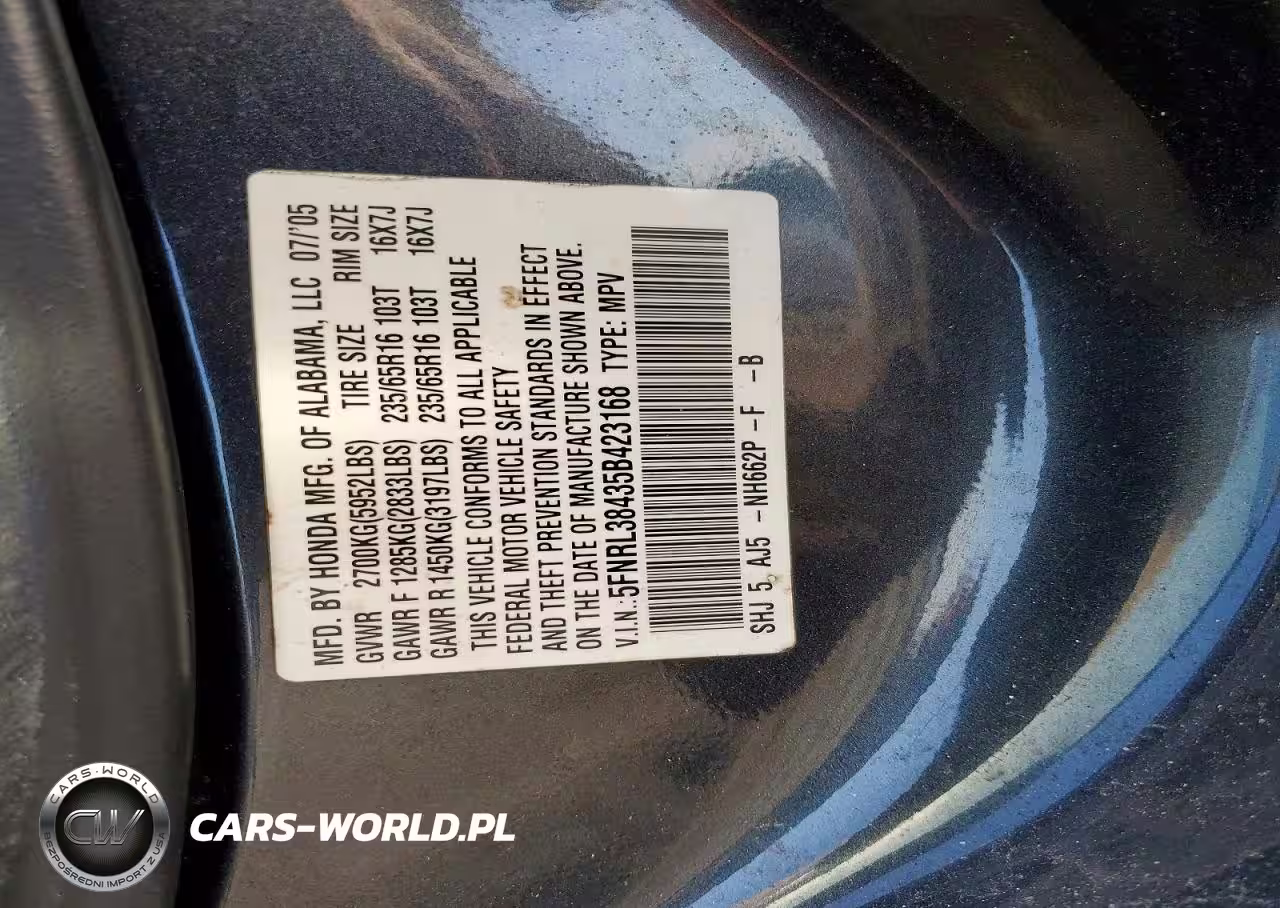 MFD. BY HONDA MFG. OF ALABAMA, LLC 07/'05
GVWR 2700KG(5952LBS) TIRE SIZE RIM SIZE
GAWR F 1285KG(2833LBS) 235/65R16 103T 16X7J
GAWR R 1450KG(3197LBS) 235/65R16 103T 16X7J
THIS VEHICLE CONFORMS TO ALL APPLICABLE
FEDERAL MOTOR VEHICLE SAFETY
AND THEFT PREVENTION STANDARDS IN EFFECT
ON THE DATE OF MANUFACTURE SHOWN ABOVE.
V.I.N.:5FNRL38435B423168 TYPE: MPV
SHJ 5, AJ5 -NH662P -F -B
CARS-WORLD
CW
BEZPOŚREDNI IMPORT Z USA
CARS-WORLD.PL